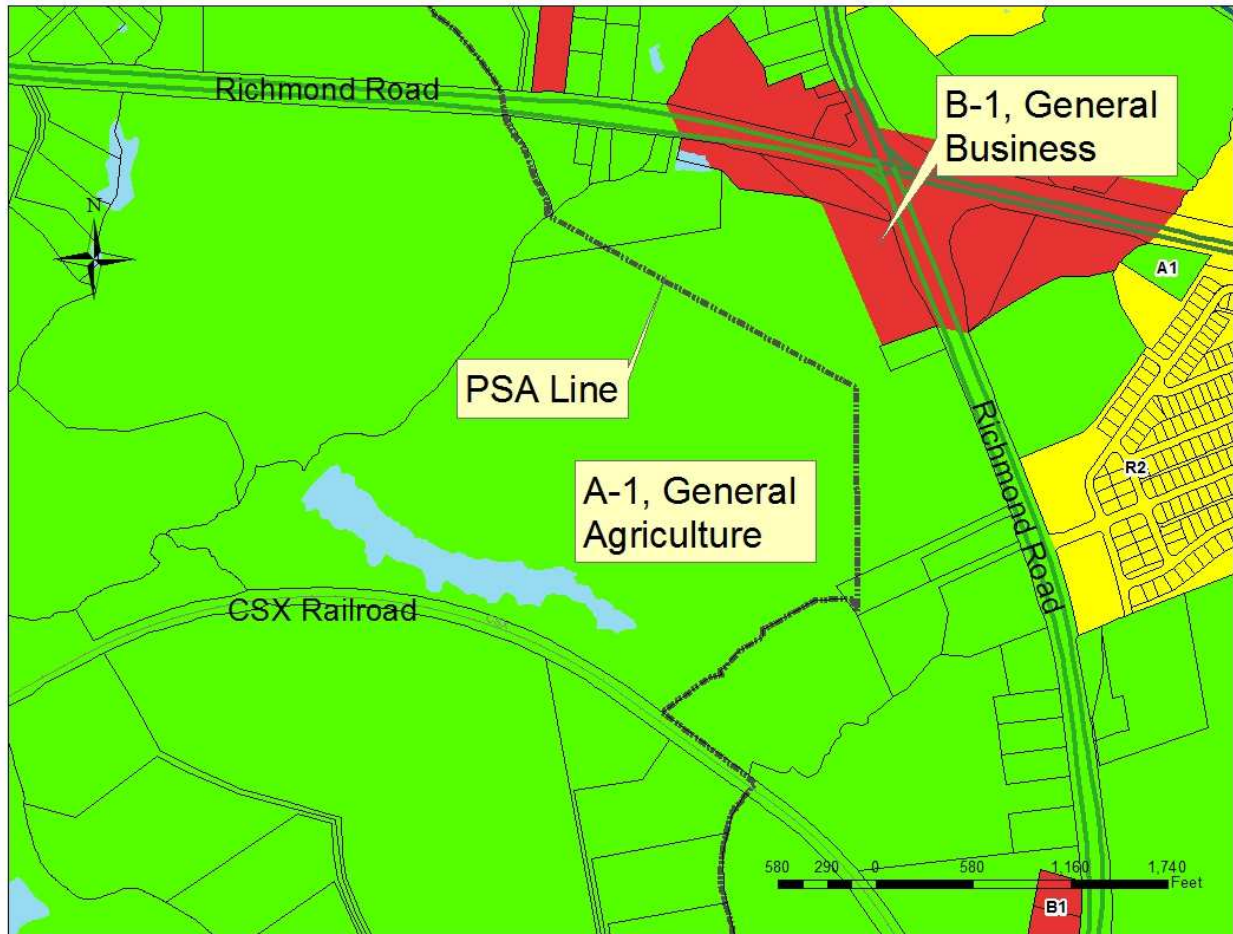 Richmond Road
B-1, General
Business
N
A1
PSA Line
Richmond Road
R2
A-1, General
Agriculture
CSX Railroad
CSX
580 290 0 580 1,160 1,740
Feet
B1